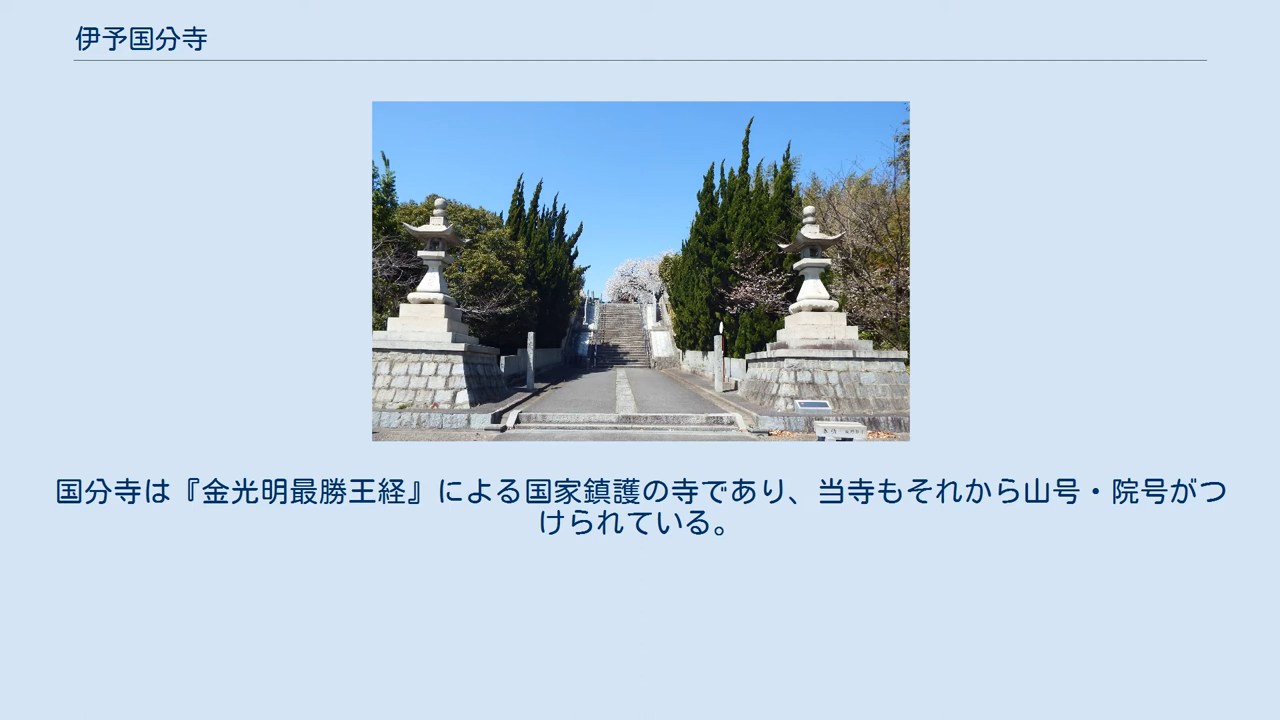 伊予国分寺
国分寺は『金光明最勝王経』による国家鎮護の寺であり、当寺もそれから山号・院号がつ
けられている。